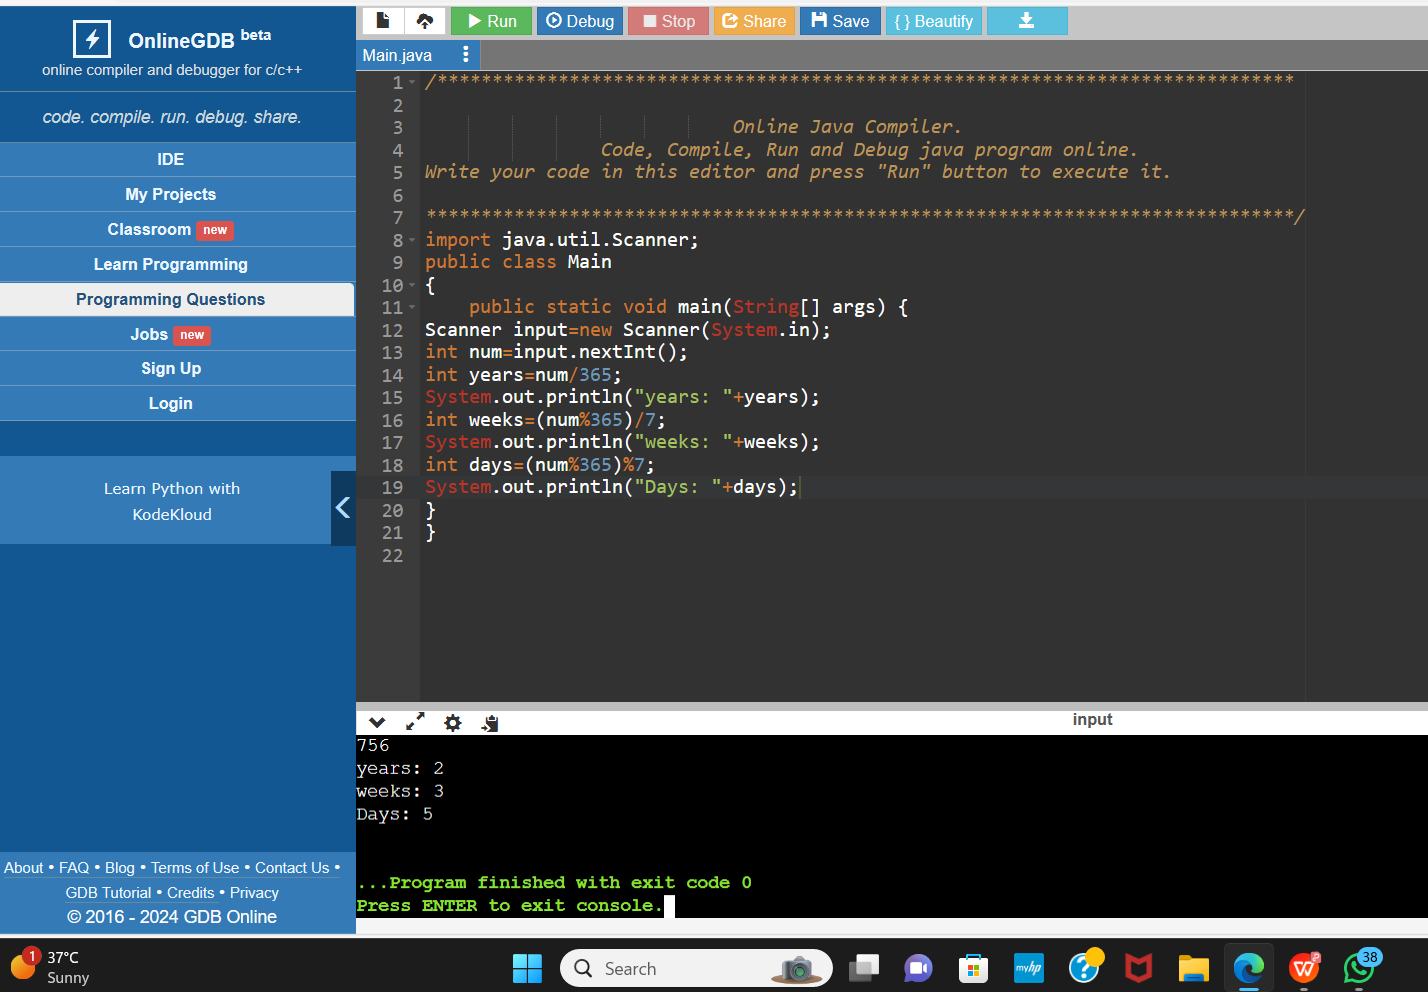 OnlineGDB beta
online compiler and debugger for c/c++
code. compile. run. debug. share.
IDE
My Projects
Classroom new
Learn Programming
Programming Questions
Jobs new
Sign Up
Login
Learn Python with
KodeKloud
About • FAQ • Blog • Terms of Use • Contact Us •
GDB Tutorial • Credits • Privacy
© 2016 - 2024 GDB Online
Run Debug Stop Share Save { } Beautify
Main.java
1 /******************************************************************************
2
3 Online Java Compiler.
4 Code, Compile, Run and Debug java program online.
5 Write your code in this editor and press "Run" button to execute it.
6
7 *******************************************************************************/
8 import java.util.Scanner;
9 public class Main
10 {
11 public static void main(String[] args) {
12 Scanner input=new Scanner(System.in);
13 int num=input.nextInt();
14 int years=num/365;
15 System.out.println("years: "+years);
16 int weeks=(num%365)/7;
17 System.out.println("weeks: "+weeks);
18 int days=(num%365)%7;
19 System.out.println("Days: "+days);
20 }
21 }
22
input
756
years: 2
weeks: 3
Days: 5
...Program finished with exit code 0
Press ENTER to exit console.
1 37°C
Sunny
Search
myhp
38